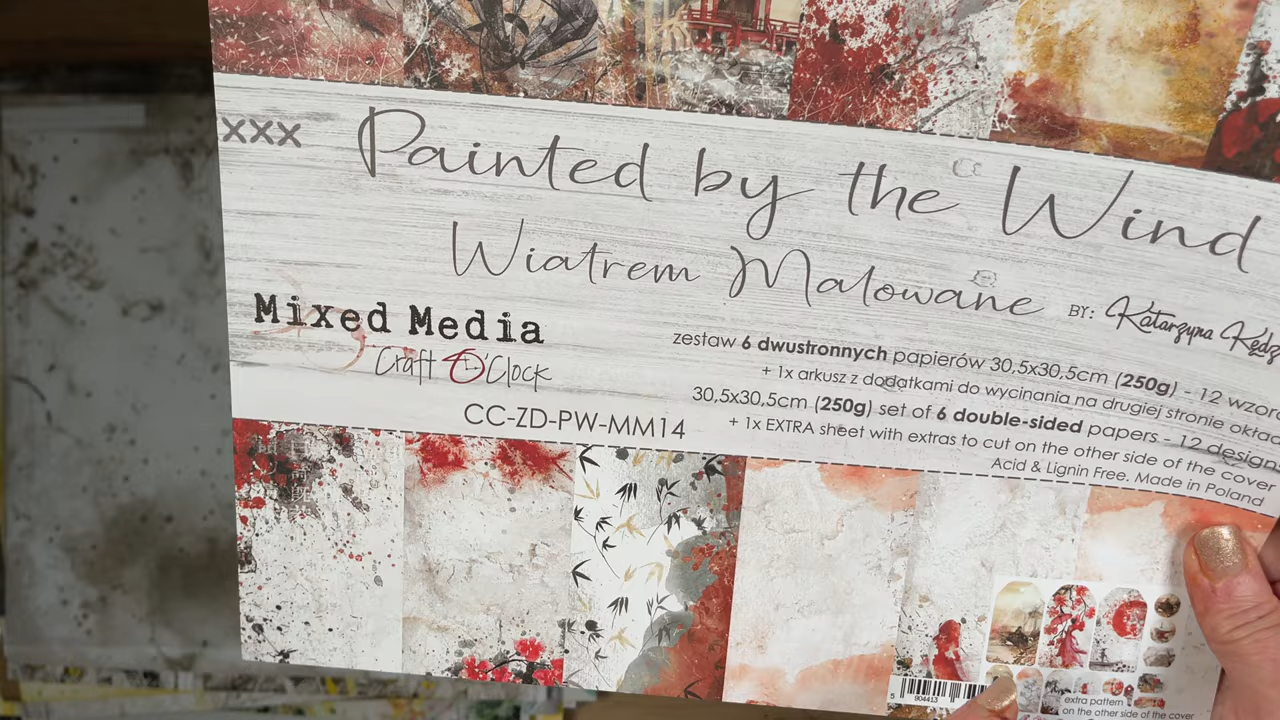 xxx Painted by the Wind
Wiatrem Malowane BY: Katarzyna
Mixed Media
Craft O'Clock
CC-ZD-PW-MM14
zestaw 6 dwustronnych papierów 30,5x30,5cm (250g) - 12
+ 1x arkusz z dodatkami do wycinania na drugiej stronie
30,5x30,5cm (250g) set of 6 double-sided papers - 12 designs
+ 1x EXTRA sheet with extras to cut on the other side of the cover
Acid & Lignin Free. Made in Poland
5 904413
extra pattern
on the other side of the cover